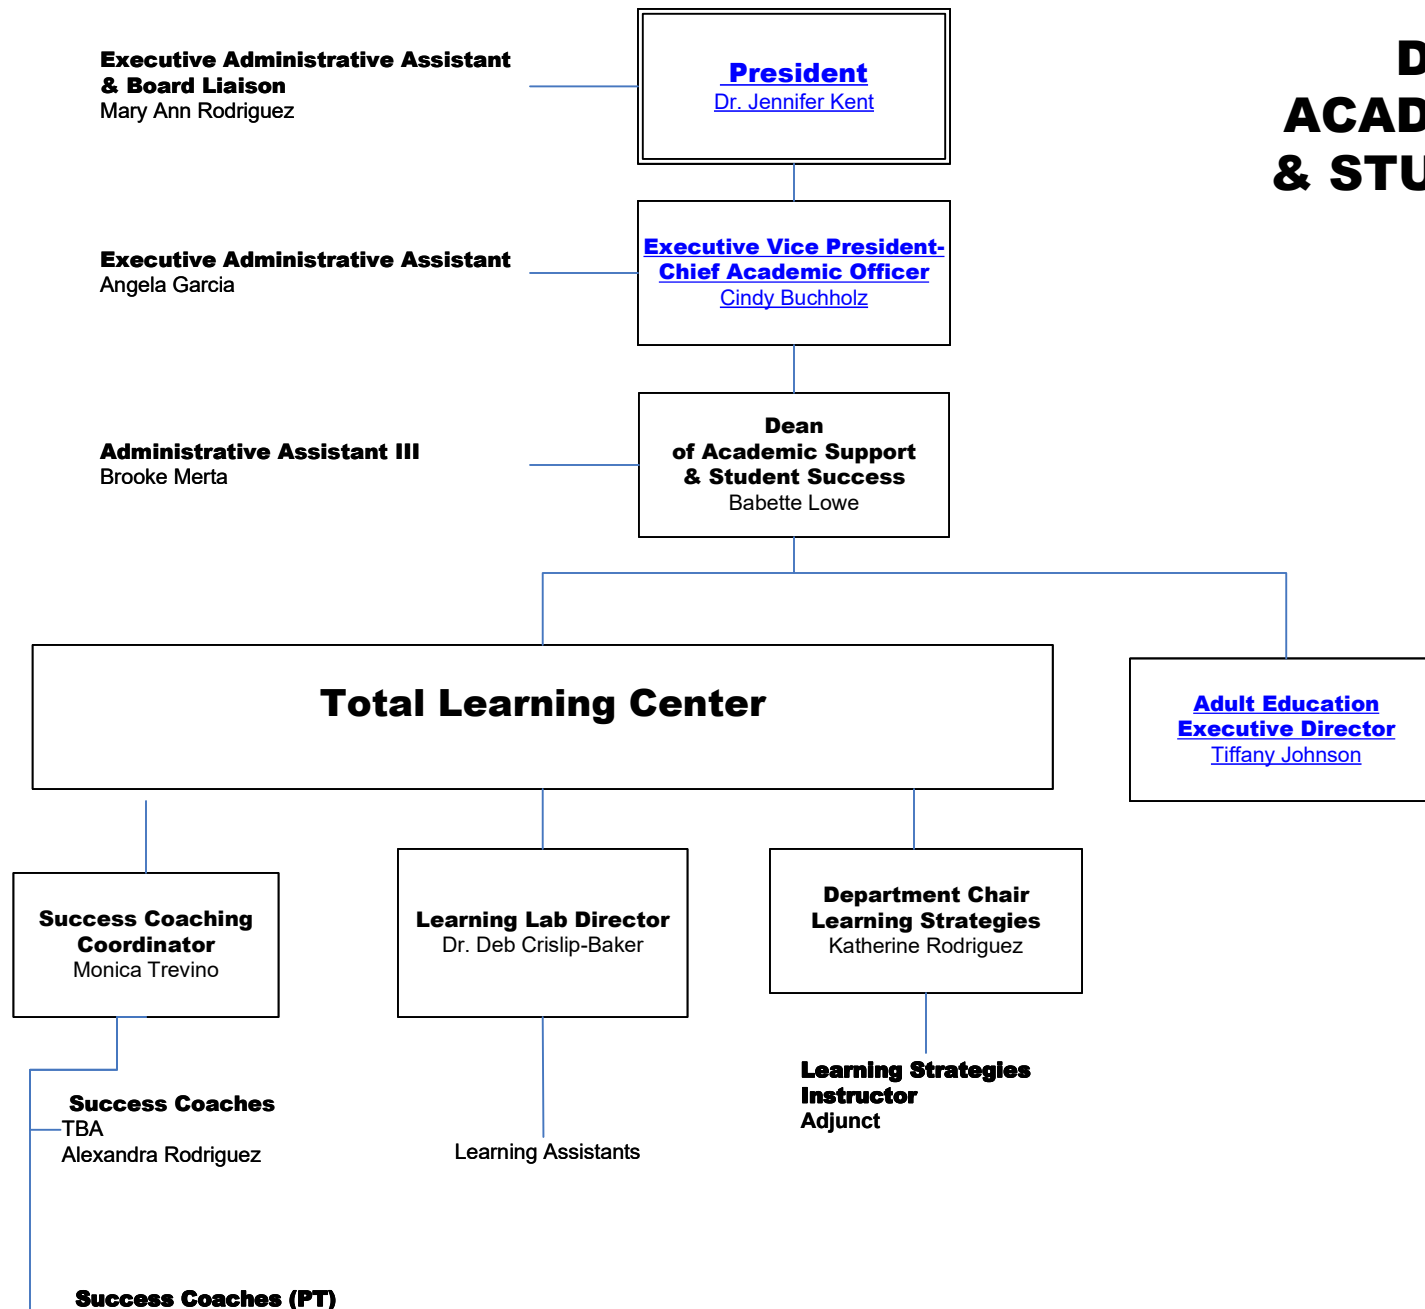 Executive Administrative Assistant
& Board Liaison
Mary Ann Rodriguez
President
Dr. Jennifer Kent
D
ACAD
& STU
Executive Administrative Assistant
Angela Garcia
Executive Vice President-
Chief Academic Officer
Cindy Buchholz
Administrative Assistant III
Brooke Merta
Dean
of Academic Support
& Student Success
Babette Lowe
Total Learning Center
Adult Education
Executive Director
Tiffany Johnson
Success Coaching
Coordinator
Monica Trevino
Learning Lab Director
Dr. Deb Crislip-Baker
Department Chair
Learning Strategies
Katherine Rodriguez
Success Coaches
TBA
Alexandra Rodriguez
Learning Assistants
Learning Strategies
Instructor
Adjunct
Success Coaches (PT)